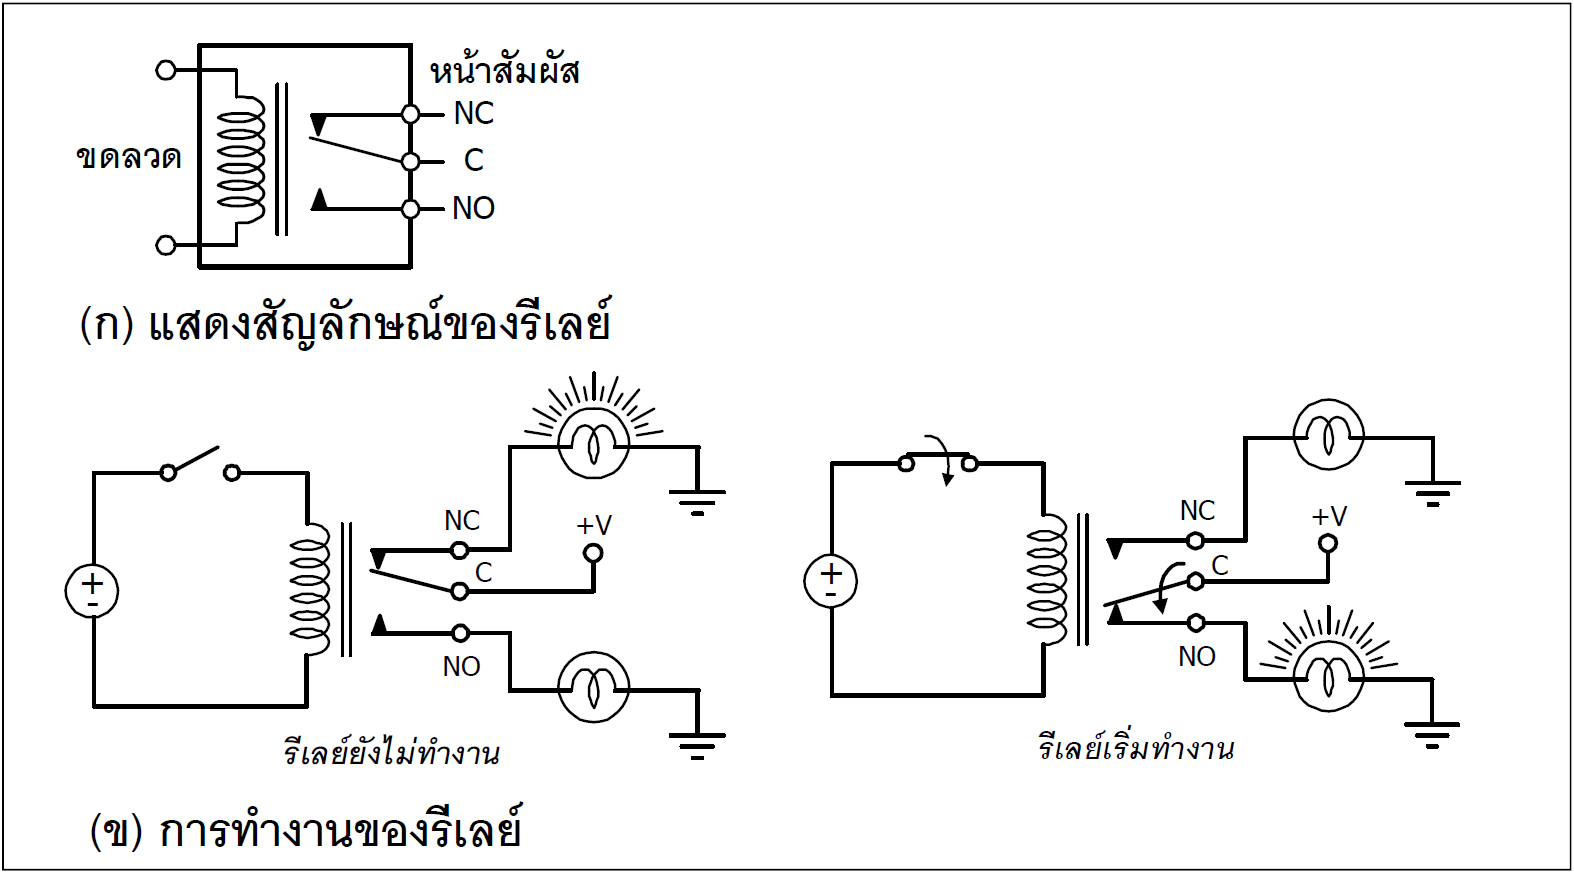 หน้าสัมผัส
NC
ขดลวด
C
NO
(ก) แสดงสัญลักษณ์ของรีเลย์
NC
+V
C
+
-
NO
รีเลย์ยังไม่ทำงาน
NC
+V
C
+
-
NO
รีเลย์เริ่มทำงาน
(ข) การทำงานของรีเลย์